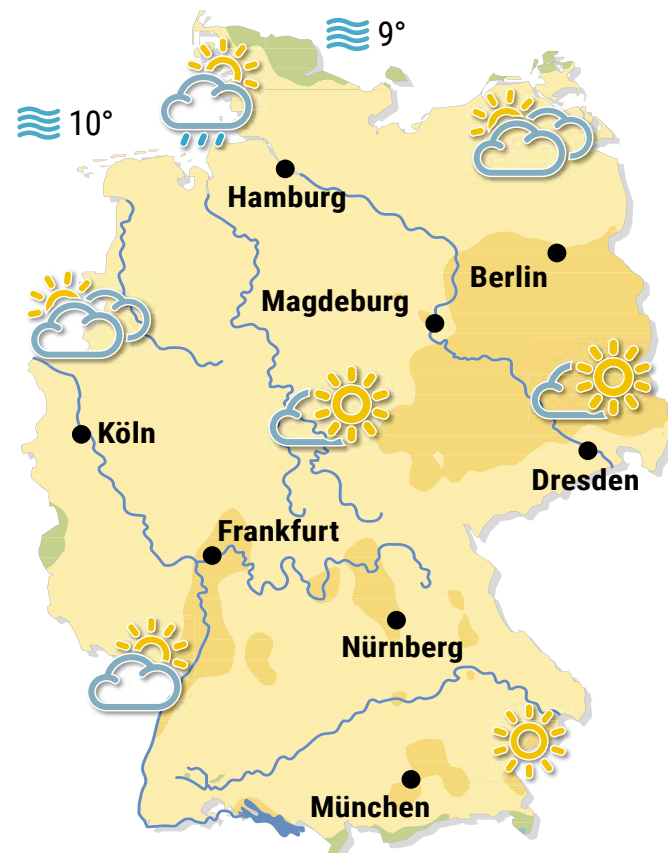 9°
10°
Hamburg
Berlin
Magdeburg
Köln
Dresden
Frankfurt
Nürnberg
München